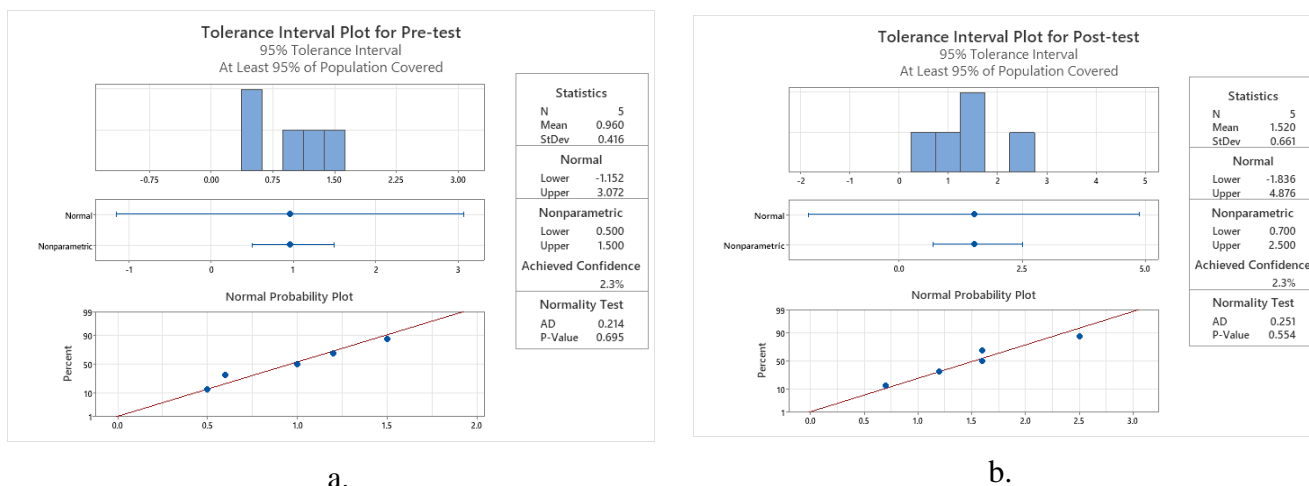 Tolerance Interval Plot for Pre-test
95% Tolerance Interval
At Least 95% of Population Covered
-0.75 0.00 0.75 1.50 2.25 3.00
Normal
Nonparametric
-1 0 1 2 3
Normal Probability Plot
Percent
99
90
50
10
1
0.0 0.5 1.0 1.5 2.0
Statistics
N 5
Mean 0.960
StDev 0.416
Normal
Lower -1.152
Upper 3.072
Nonparametric
Lower 0.500
Upper 1.500
Achieved Confidence
2.3%
Normality Test
AD 0.214
P-Value 0.695
a.
Tolerance Interval Plot for Post-test
95% Tolerance Interval
At Least 95% of Population Covered
-2 -1 0 1 2 3 4 5
Normal
Nonparametric
0.0 2.5 5.0
Normal Probability Plot
Percent
99
90
50
10
1
0.0 0.5 1.0 1.5 2.0 2.5 3.0
Statistics
N 5
Mean 1.520
StDev 0.661
Normal
Lower -1.836
Upper 4.876
Nonparametric
Lower 0.700
Upper 2.500
Achieved Confidence
2.3%
Normality Test
AD 0.251
P-Value 0.554
b.